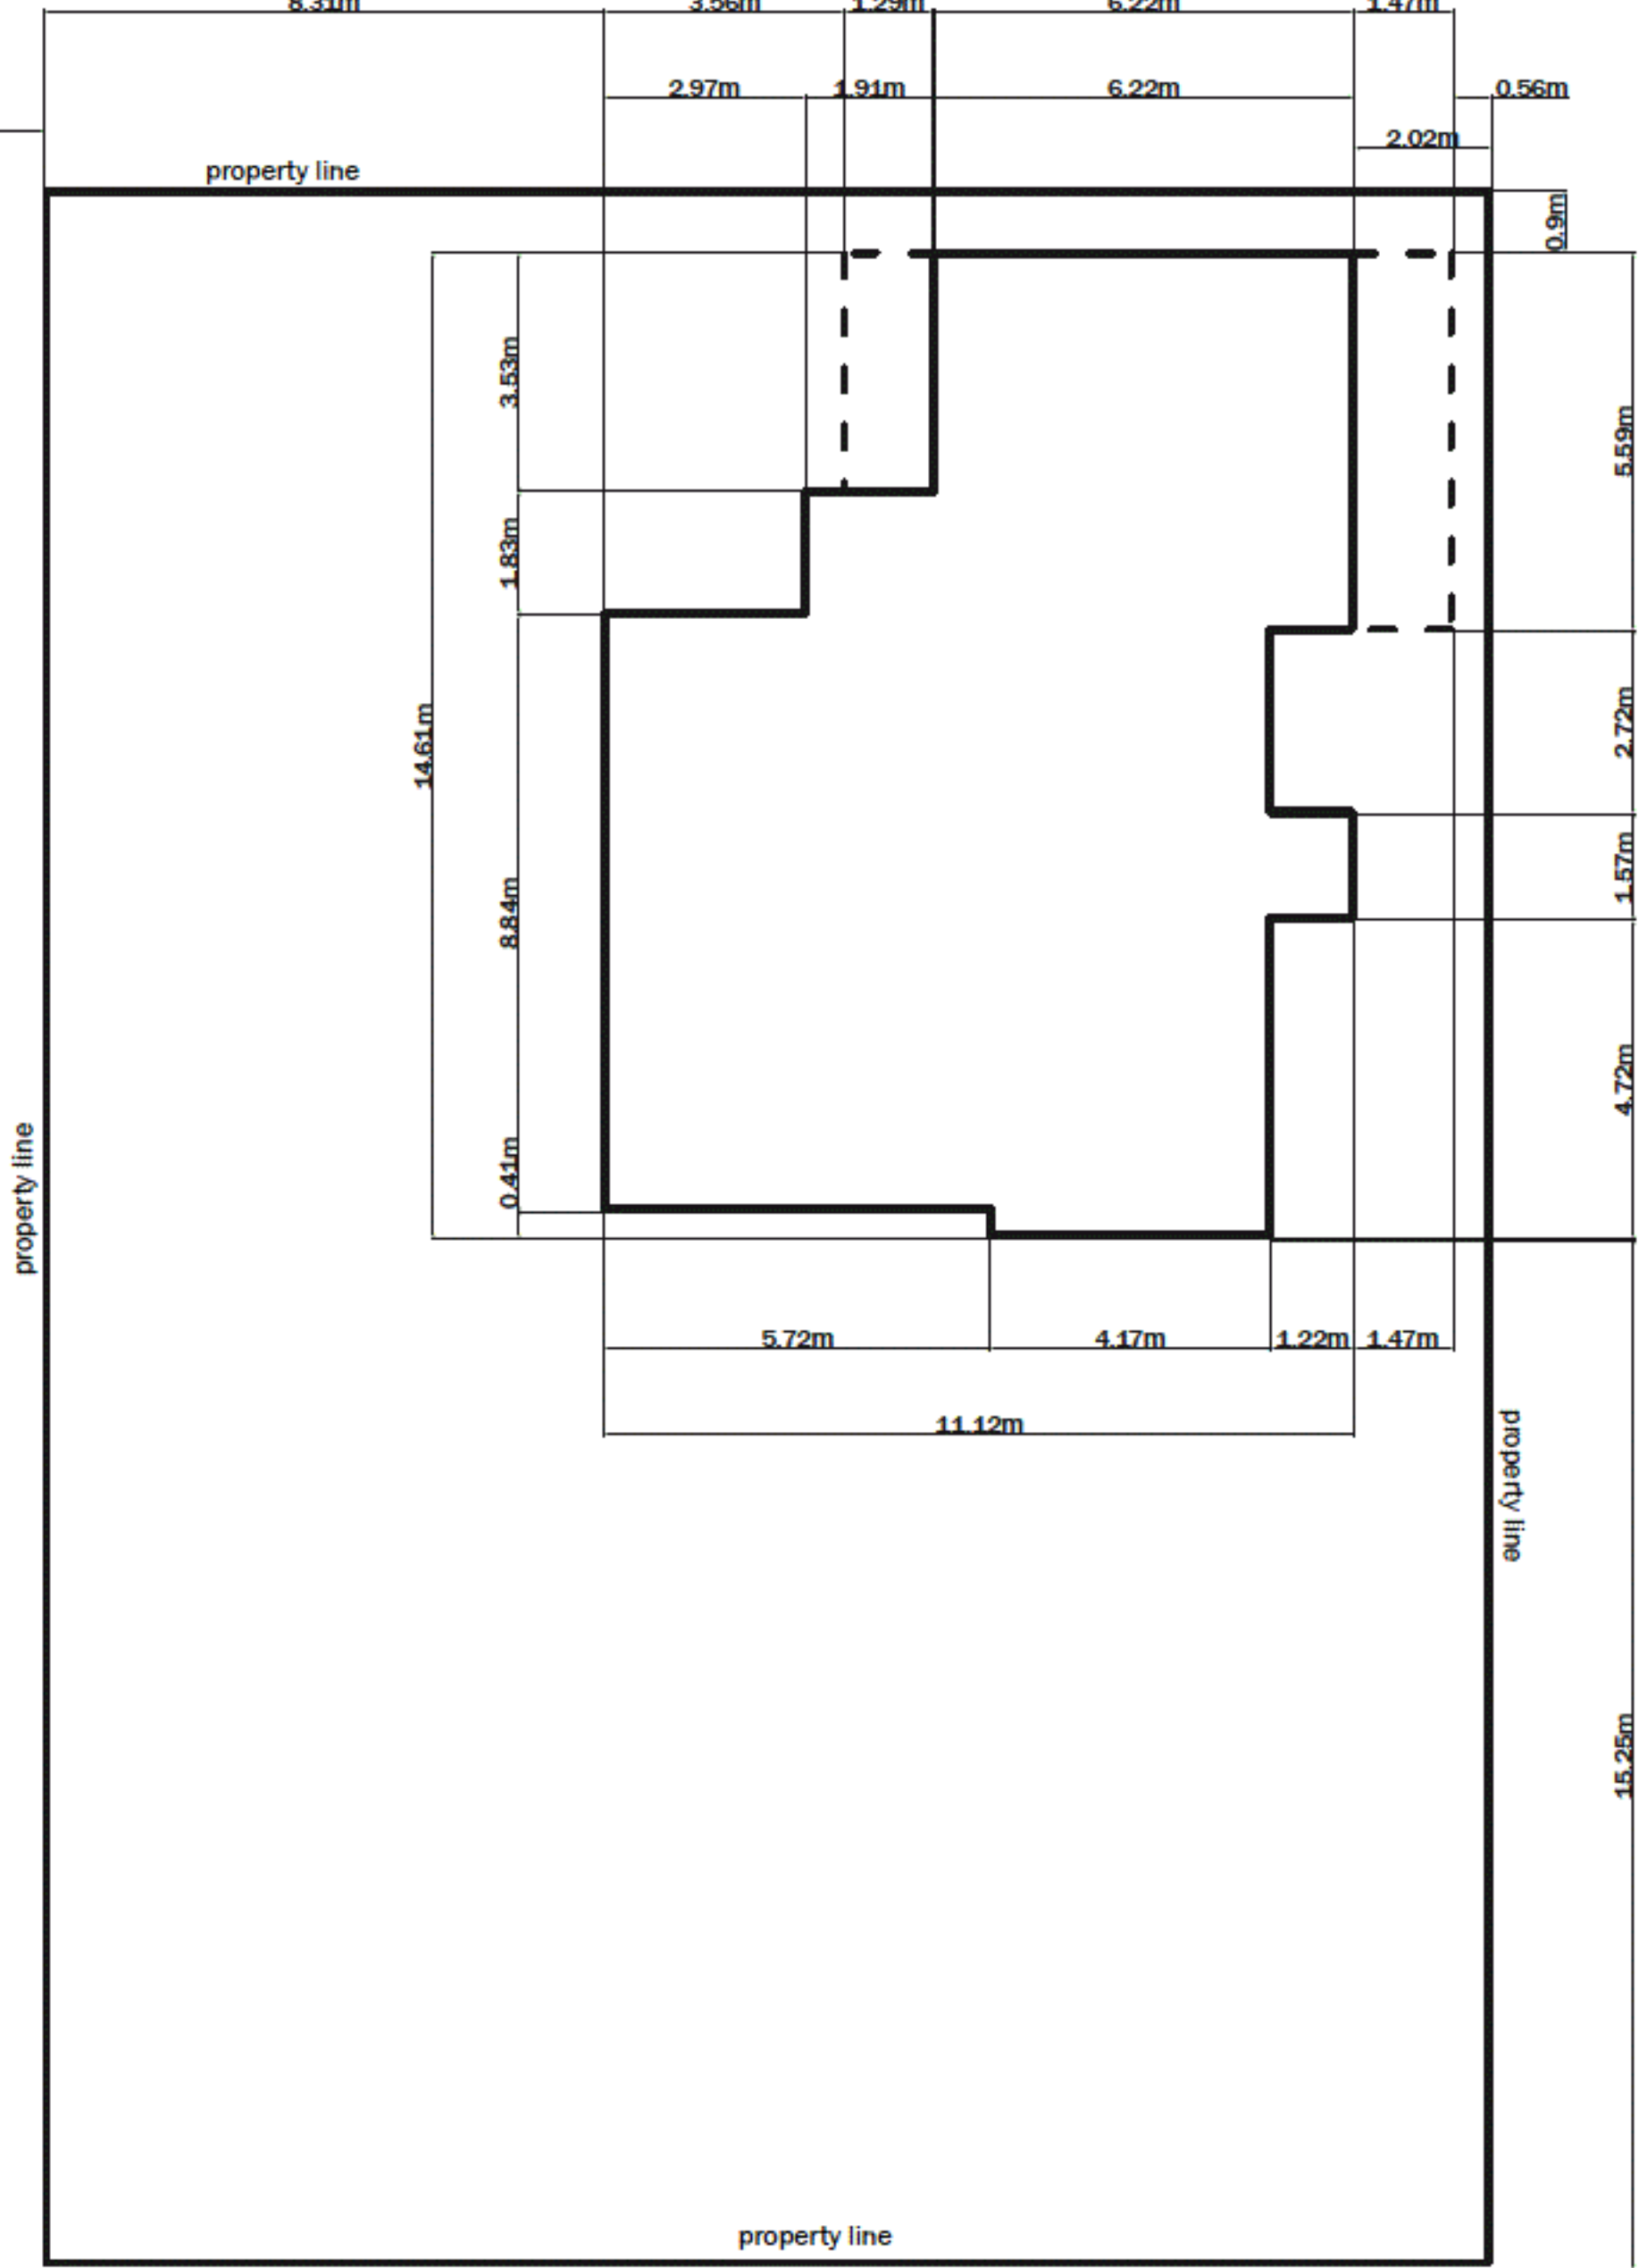 8.31m 3.56m 1.29m 6.22m 1.47m
2.97m 1.91m 6.22m 0.56m
2.02m
property line
0.9m
3.53m
5.59m
1.83m
14.61m
2.72m
1.57m
8.84m
4.72m
0.41m
property line
5.72m 4.17m 1.22m 1.47m
11.12m
property line
15.25m
property line